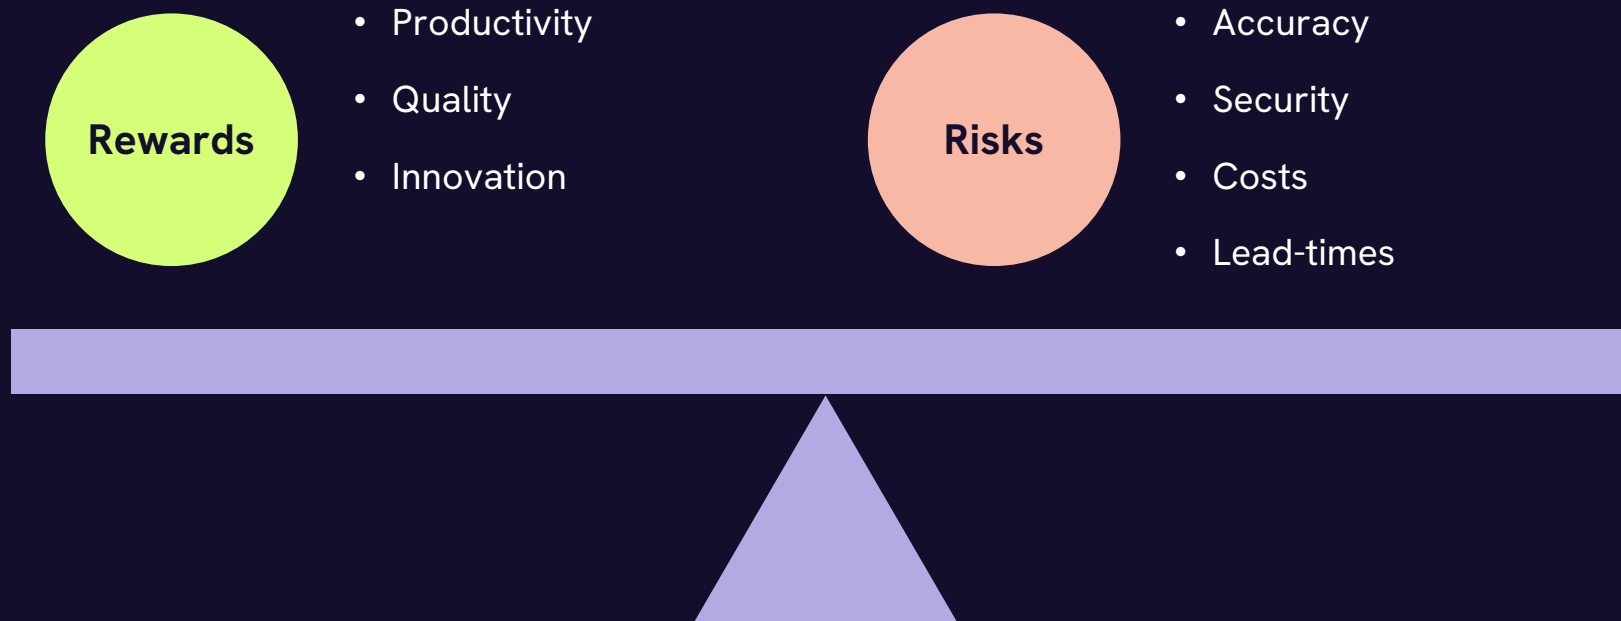 Rewards
• Productivity
• Quality
• Innovation
Risks
• Accuracy
• Security
• Costs
• Lead-times